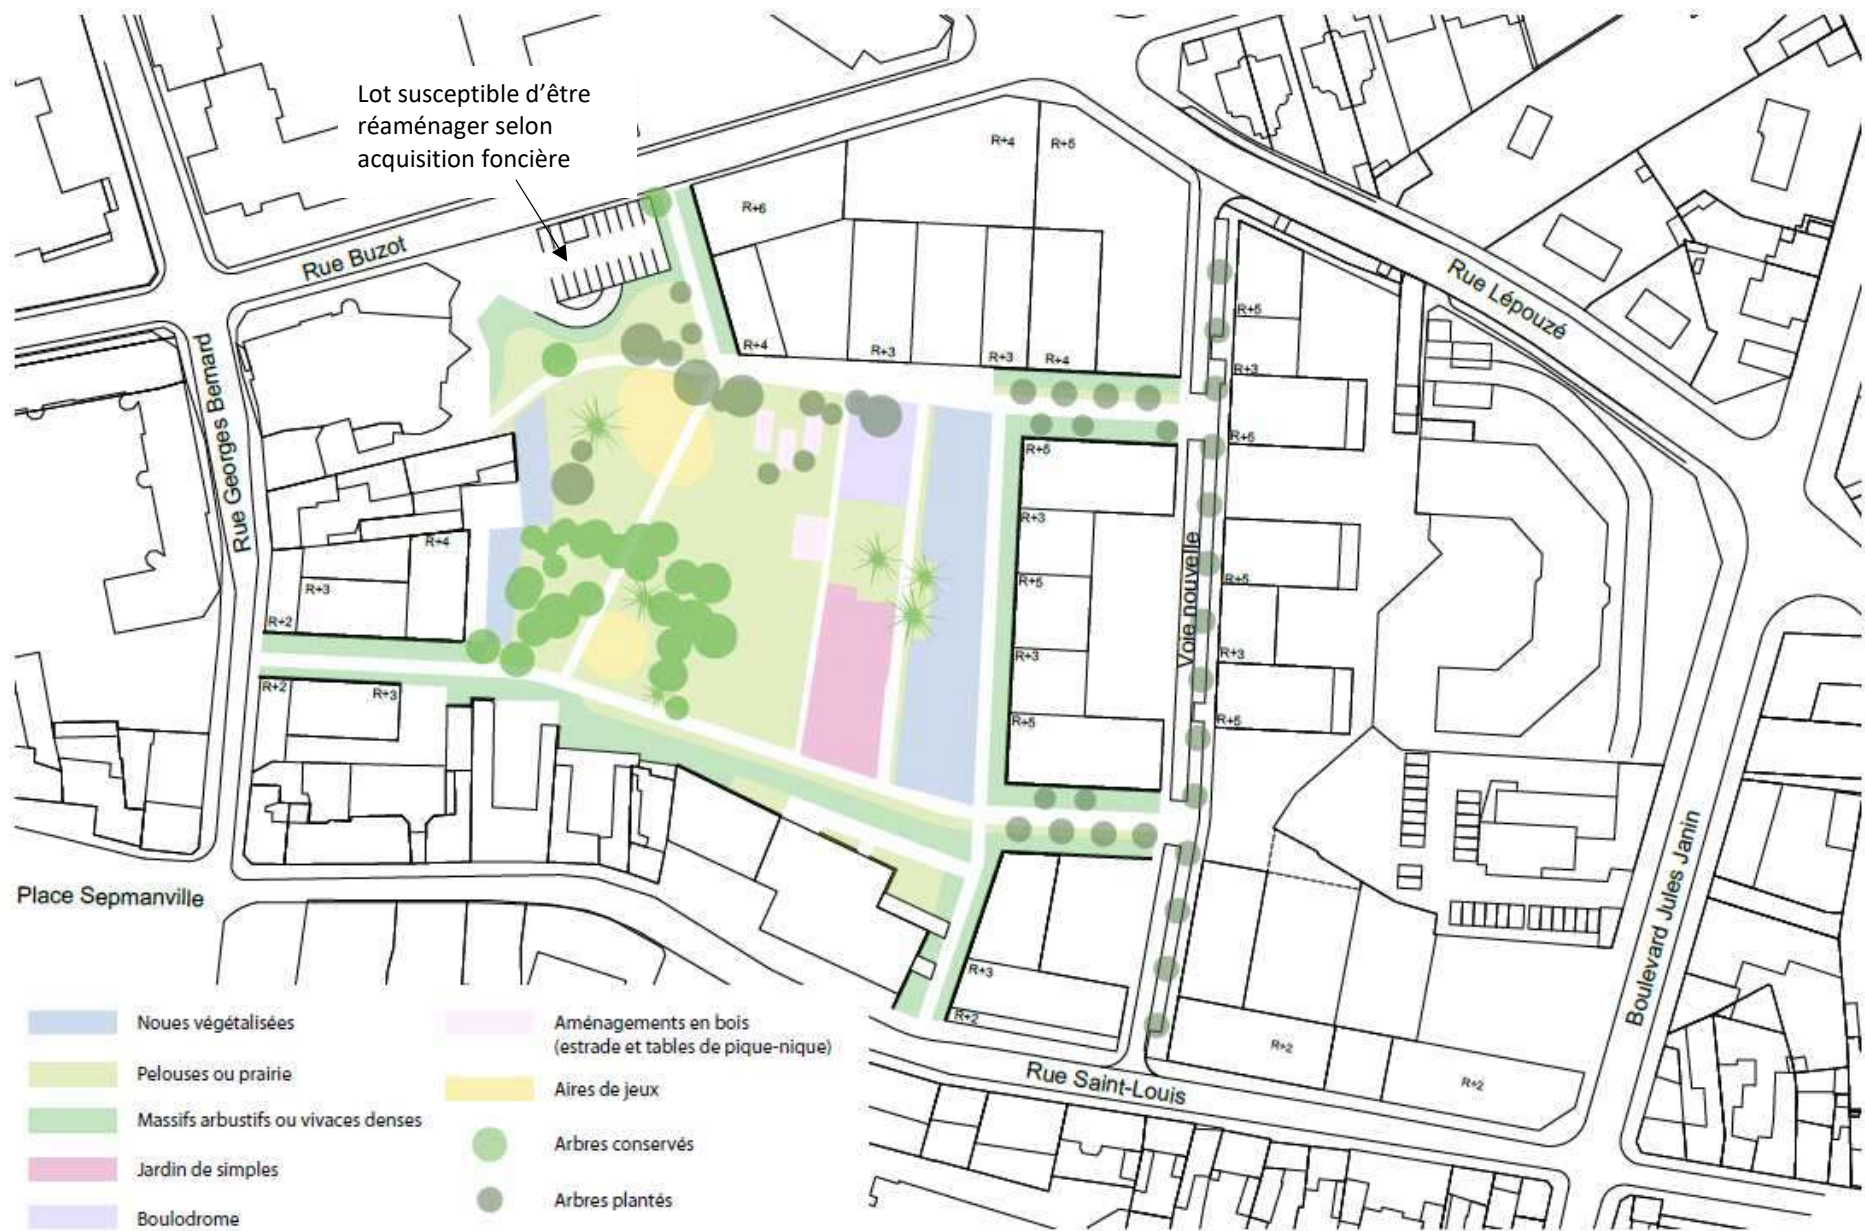 Lot susceptible d'être
réaménager selon
acquisition foncière
R+4
R+5
R+6
Rue Buzot
Rue Lépouzé
R+5
Rue Georges Bernard
R+4
R+3
R+3
R+4
R+3
R+6
R+5
R+4
R+3
R+3
Voie nouvelle
R+5
R+5
R+2
R+3
R+3
R+2
R+3
R+5
R+5
Boulevard Jules Janin
Place Sepmanville
R+3
R+2
R+2
R+2
Rue Saint-Louis
Noues végétalisées
Pelouses ou prairie
Massifs arbustifs ou vivaces denses
Jardin de simples
Boulodrome
Aménagements en bois
(estrade et tables de pique-nique)
Aires de jeux
Arbres conservés
Arbres plantés